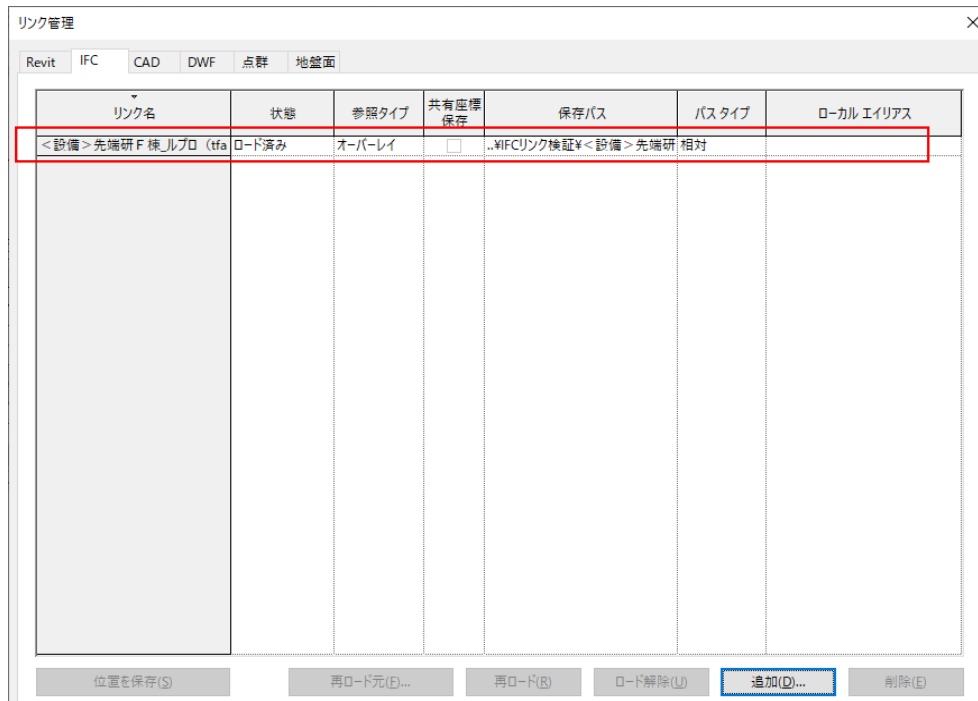 リンク管理
Revit IFC CAD DWF 点群 地盤面
リンク名 状態 参照タイプ 共有座標保存 保存パス パス タイプ ローカル エイリアス
<設備>先端研F棟_ルプロ（tfa ロード済み オーバーレイ ..¥IFCリンク検証¥<設備>先端研 相対
位置を保存(S) 再ロード元(F)... 再ロード(R) ロード解除(U) 追加(D)... 削除(E)